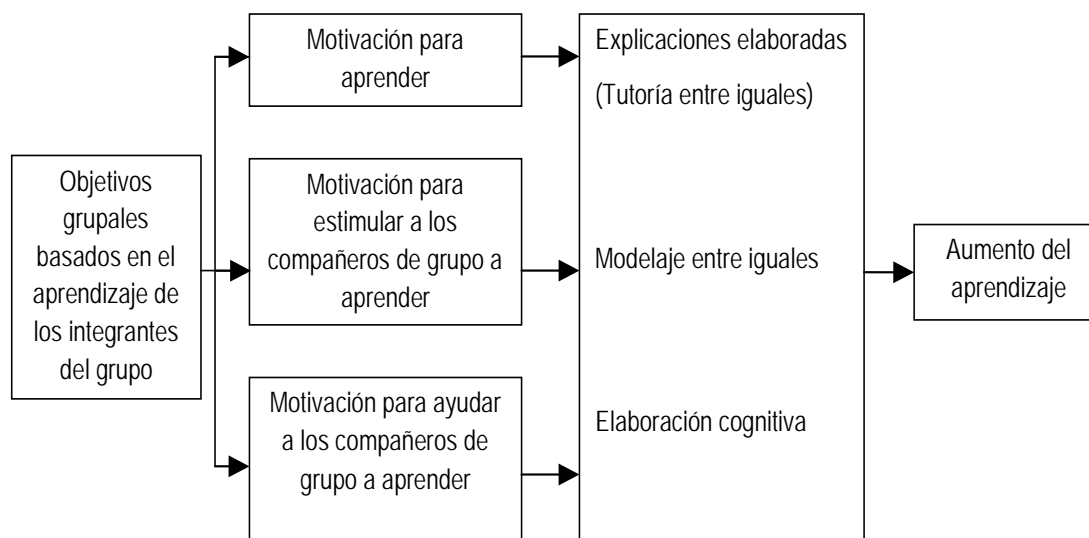 Objetivos
grupales
basados en el
aprendizaje de
los integrantes
del grupo
Motivación para
aprender
Motivación para
estimular a los
compañeros de grupo a
aprender
Motivación para ayudar
a los compañeros de
grupo a aprender
Explicaciones elaboradas
(Tutoría entre iguales)
Modelaje entre iguales
Elaboración cognitiva
Aumento del
aprendizaje